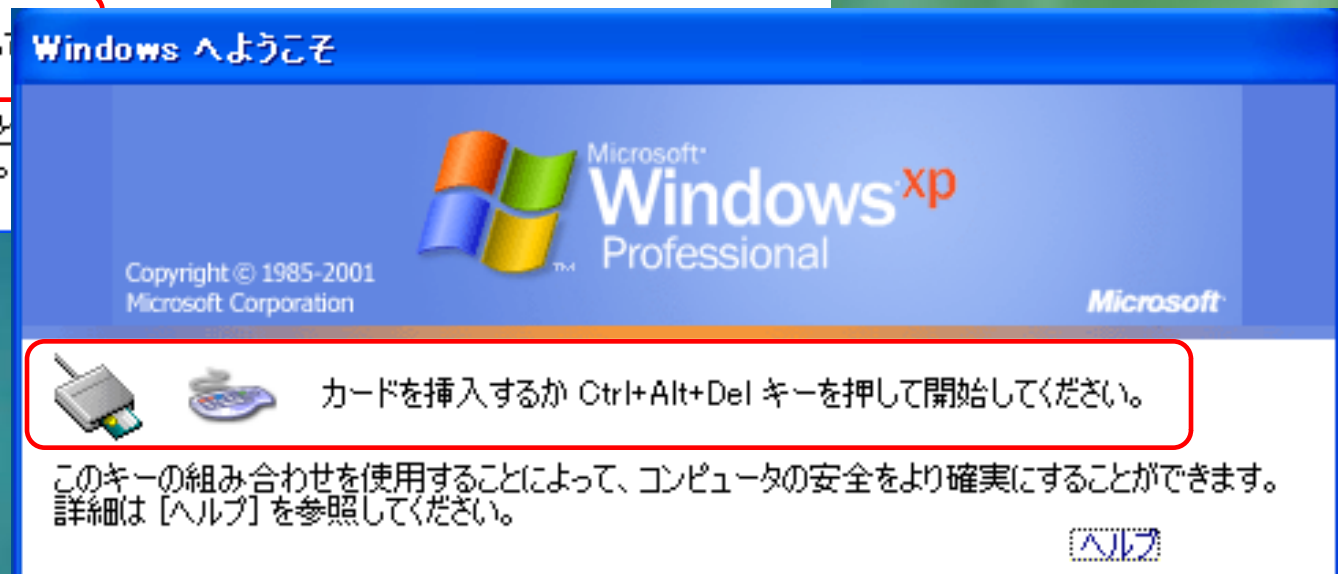 Windows へようこそ
Microsoft
Windows xp
Professional
TM
Copyright © 1985-2001
Microsoft Corporation
Microsoft
カードを挿入するか Ctrl+Alt+Del キーを押して開始してください。
このキーの組み合わせを使用することによって、コンピュータの安全をより確実にすることができます。
詳細は [ヘルプ] を参照してください。
ヘルプ